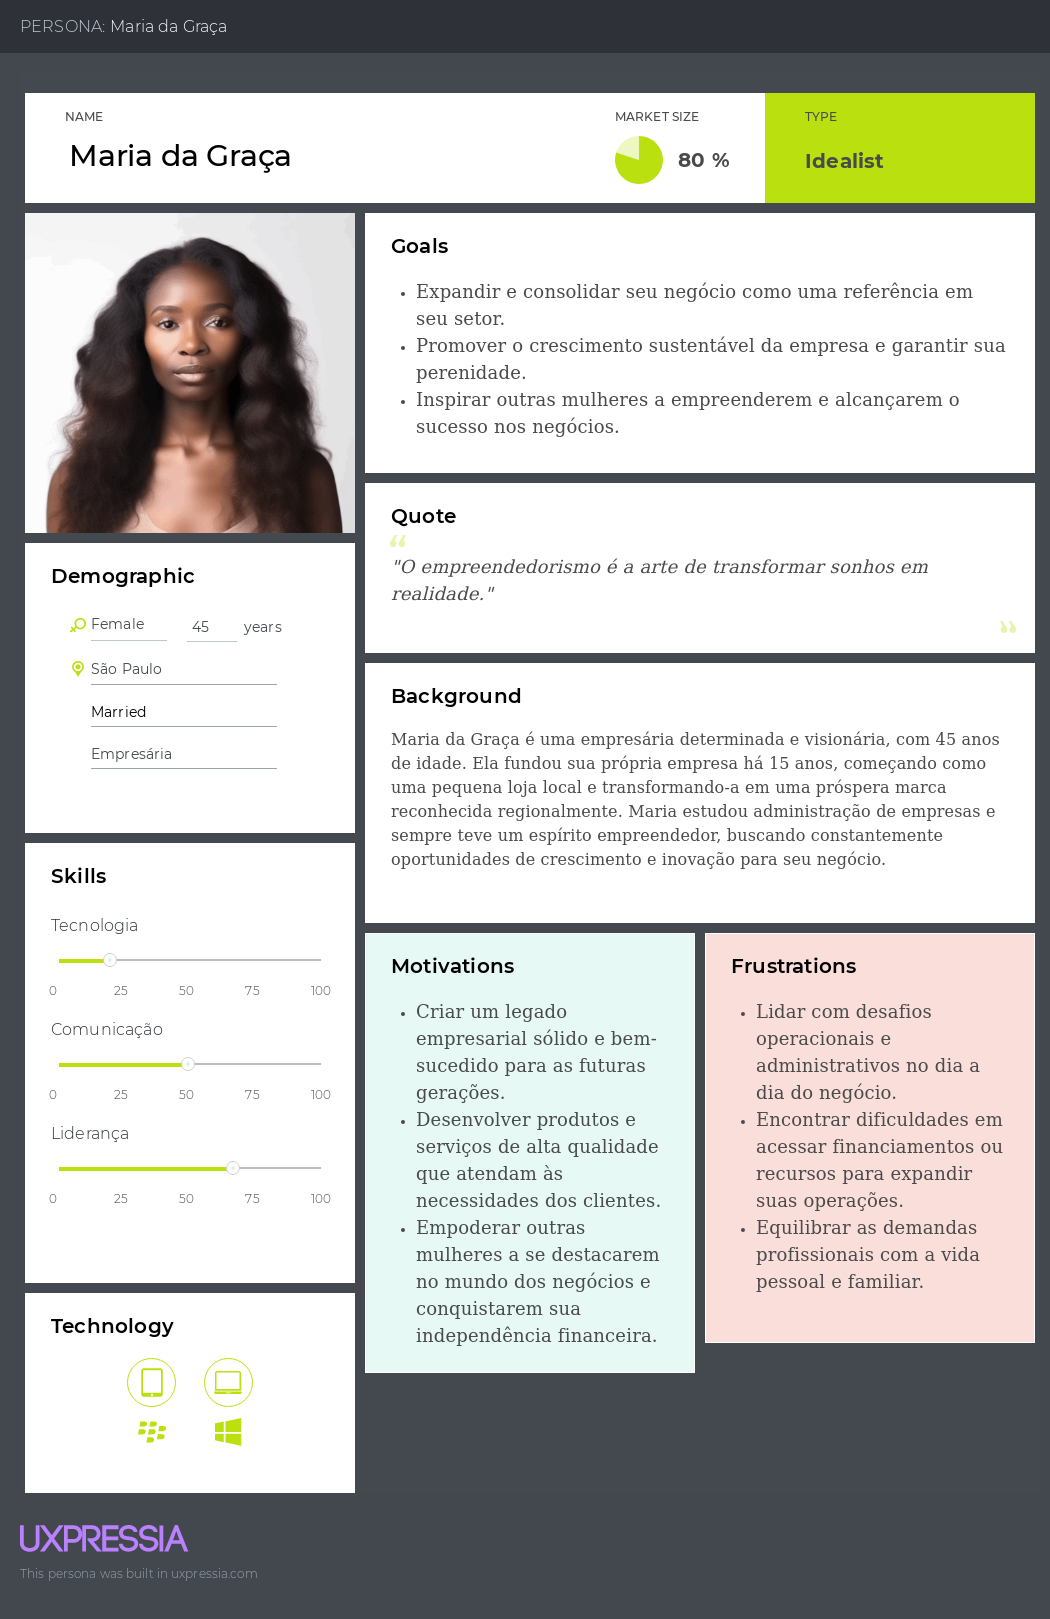 PERSONA: Maria da Graça
NAME
Maria da Graça
MARKET SIZE
80 %
TYPE
Idealist
Goals
• Expandir e consolidar seu negócio como uma referência em
seu setor.
• Promover o crescimento sustentável da empresa e garantir sua
perenidade.
• Inspirar outras mulheres a empreenderem e alcançarem o
sucesso nos negócios.
Quote
“
"O empreendedorismo é a arte de transformar sonhos em
realidade."
”
Demographic
Female 45 years
São Paulo
Married
Empresária
Background
Maria da Graça é uma empresária determinada e visionária, com 45 anos
de idade. Ela fundou sua própria empresa há 15 anos, começando como
uma pequena loja local e transformando-a em uma próspera marca
reconhecida regionalmente. Maria estudou administração de empresas e
sempre teve um espírito empreendedor, buscando constantemente
oportunidades de crescimento e inovação para seu negócio.
Skills
Tecnologia
0 25 50 75 100
Comunicação
0 25 50 75 100
Liderança
0 25 50 75 100
Motivations
• Criar um legado
empresarial sólido e bem-
sucedido para as futuras
gerações.
• Desenvolver produtos e
serviços de alta qualidade
que atendam às
necessidades dos clientes.
• Empoderar outras
mulheres a se destacarem
no mundo dos negócios e
conquistarem sua
independência financeira.
Frustrations
• Lidar com desafios
operacionais e
administrativos no dia a
dia do negócio.
• Encontrar dificuldades em
acessar financiamentos ou
recursos para expandir
suas operações.
• Equilibrar as demandas
profissionais com a vida
pessoal e familiar.
Technology
UXPRESSIA
This persona was built in uxpressia.com